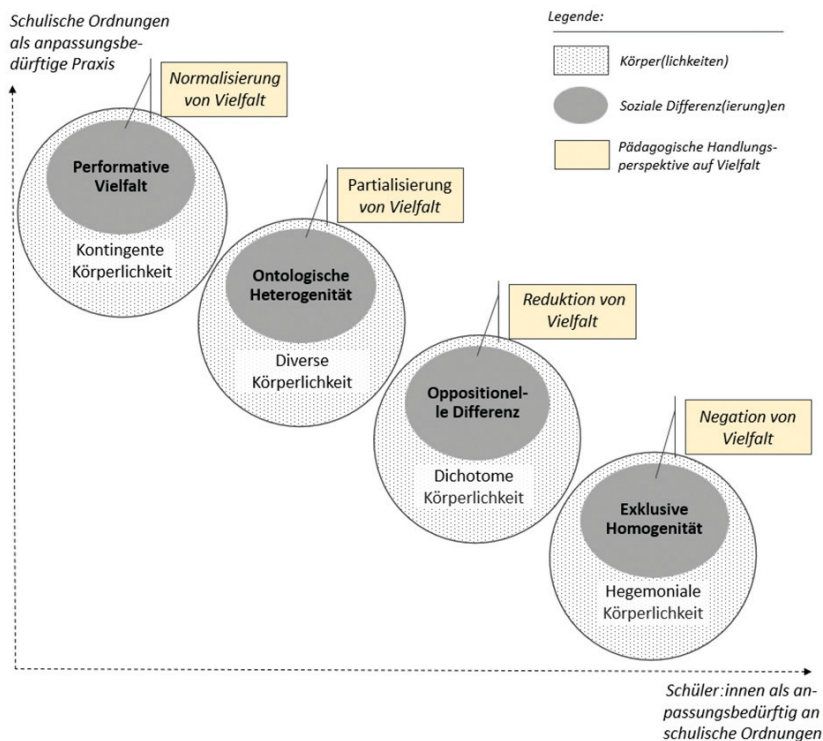 Schulische Ordnungen
als anpassungsbe-
dürftige Praxis
Legende:
Körper(lichkeiten)
Soziale Differenz(ierung)en
Pädagogische Handlungs-
perspektive auf Vielfalt
Normalisierung
von Vielfalt
Performative
Vielfalt
Kontingente
Körperlichkeit
Partialisierung
von Vielfalt
Ontologische
Heterogenität
Diverse
Körperlichkeit
Reduktion von
Vielfalt
Oppositionel-
le Differenz
Dichotome
Körperlichkeit
Negation von
Vielfalt
Exklusive
Homogenität
Hegemoniale
Körperlichkeit
Schüler:innen als an-
passungsbedürftig an
schulische Ordnungen